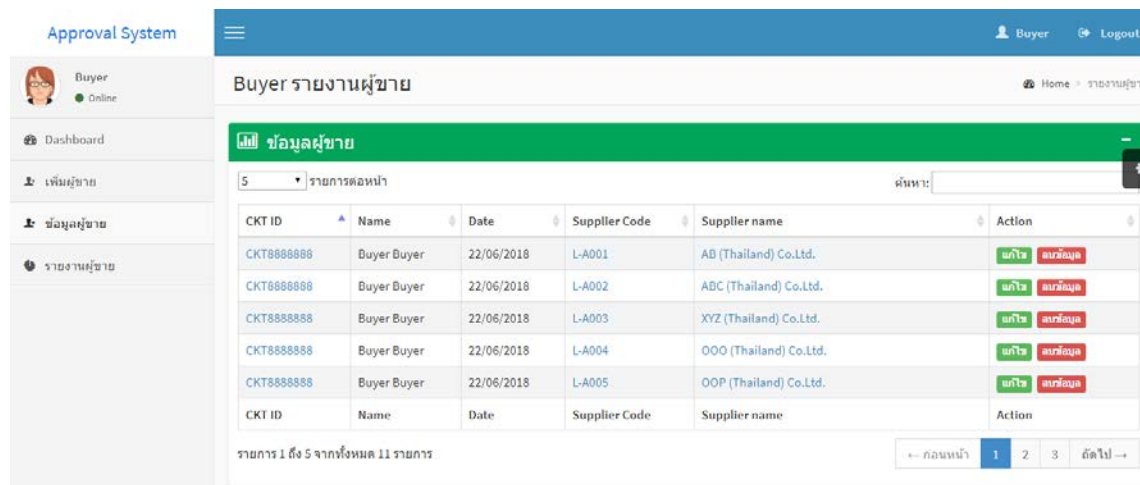 Approval System
Buyer Logout
Buyer
Online
Buyer รายงานผู้ขาย
Home > รายงานผู้ขา
Dashboard
เพิ่มผู้ขาย
ข้อมูลผู้ขาย
รายงานผู้ขาย
ข้อมูลผู้ขาย
5 รายการต่อหน้า
ค้นหา:
CKT ID Name Date Supplier Code Supplier name Action
CKT8888888 Buyer Buyer 22/06/2018 L-A001 AB (Thailand) Co.Ltd. แก้ไข ลบข้อมูล
CKT8888888 Buyer Buyer 22/06/2018 L-A002 ABC (Thailand) Co.Ltd. แก้ไข ลบข้อมูล
CKT8888888 Buyer Buyer 22/06/2018 L-A003 XYZ (Thailand) Co.Ltd. แก้ไข ลบข้อมูล
CKT8888888 Buyer Buyer 22/06/2018 L-A004 OOO (Thailand) Co.Ltd. แก้ไข ลบข้อมูล
CKT8888888 Buyer Buyer 22/06/2018 L-A005 OOP (Thailand) Co.Ltd. แก้ไข ลบข้อมูล
CKT ID Name Date Supplier Code Supplier name Action
รายการ 1 ถึง 5 จากทั้งหมด 11 รายการ
← ก่อนหน้า 1 2 3 ถัดไป →